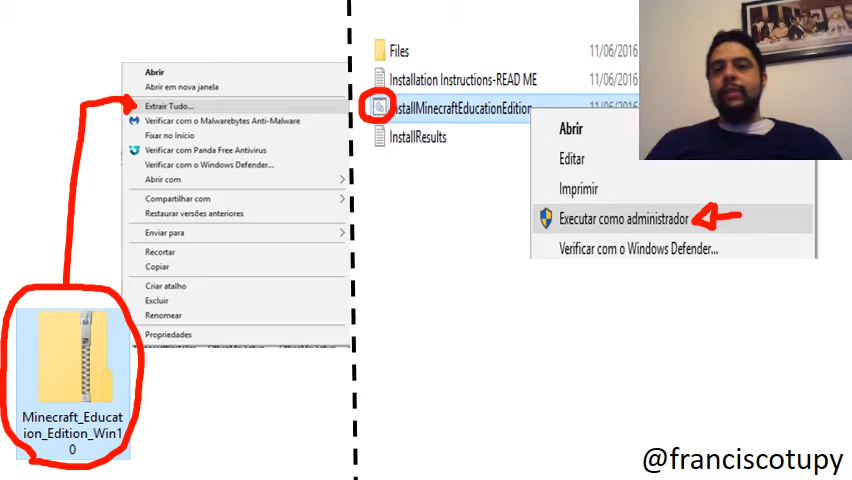 Abrir
Abrir em nova janela
Extrair Tudo...
Verificar com o Malwarebytes Anti-Malware
Fixar no Início
Verificar com Panda Free Antivirus
Verificar com o Windows Defender...
Abrir com
Compartilhar com
Restaurar versões anteriores
Enviar para
Recortar
Copiar
Criar atalho
Excluir
Renomear
Propriedades
Minecraft_Educat
ion_Edition_Win1
0
Files 11/06/2016
Installation Instructions-READ ME 11/06/2016
InstallMinecraftEducationEdition 11/06/2016
InstallResults
Abrir
Editar
Imprimir
Executar como administrador
Verificar com o Windows Defender...
@franciscotupy